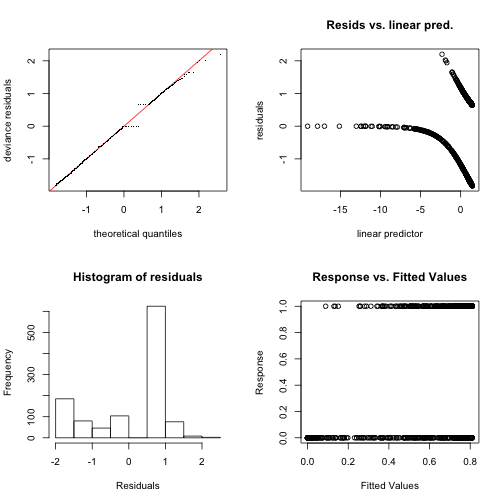 deviance residuals
2
1
0
-1
-1 0 1 2
theoretical quantiles
Resids vs. linear pred.
residuals
2
1
0
-1
-15 -10 -5 0
linear predictor
Histogram of residuals
Frequency
500
300
100
0
-2 -1 0 1 2
Residuals
Response vs. Fitted Values
Response
1.0
0.8
0.6
0.4
0.2
0.0
0.0 0.2 0.4 0.6 0.8
Fitted Values